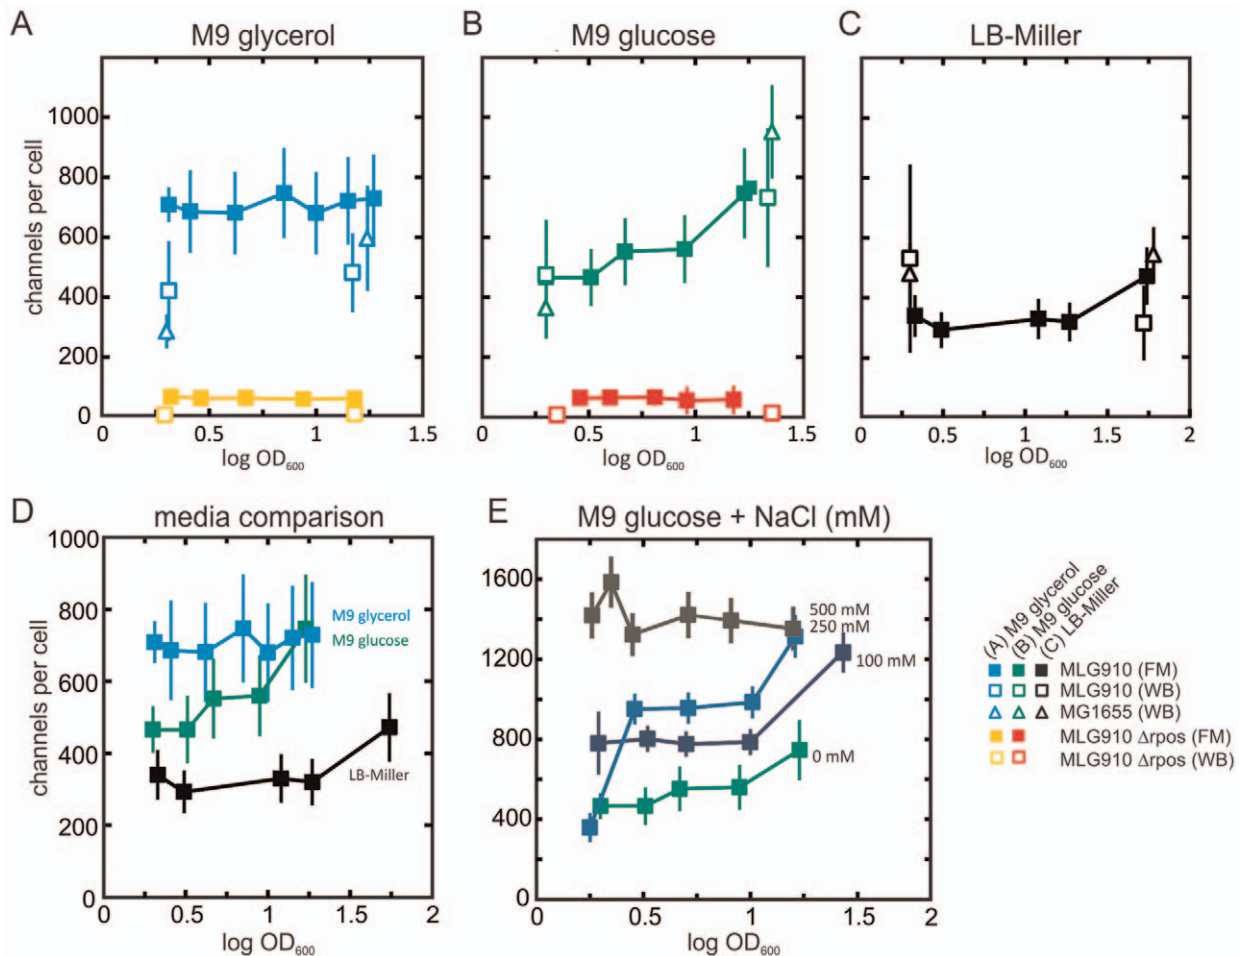 A
M9 glycerol
B
M9 glucose
C
LB-Miller
channels per cell
1000
800
600
400
200
0
0.5
1
1.5
log OD600
0
0.5
1
1.5
log OD600
0
0.5
1
1.5
2
log OD600
D
media comparison
channels per cell
1000
800
600
400
200
0
M9 glycerol
M9 glucose
LB-Miller
0
0.5
1
1.5
2
log OD600
E
M9 glucose + NaCl (mM)
1600
1200
800
400
0
500 mM
250 mM
100 mM
0 mM
0
0.5
1
1.5
2
log OD600
(A) M9 glycerol
(B) M9 glucose
(C) LB-Miller
MLG910 (FM)
MLG910 (WB)
MG1655 (WB)
MLG910 Δrpos (FM)
MLG910 Δrpos (WB)